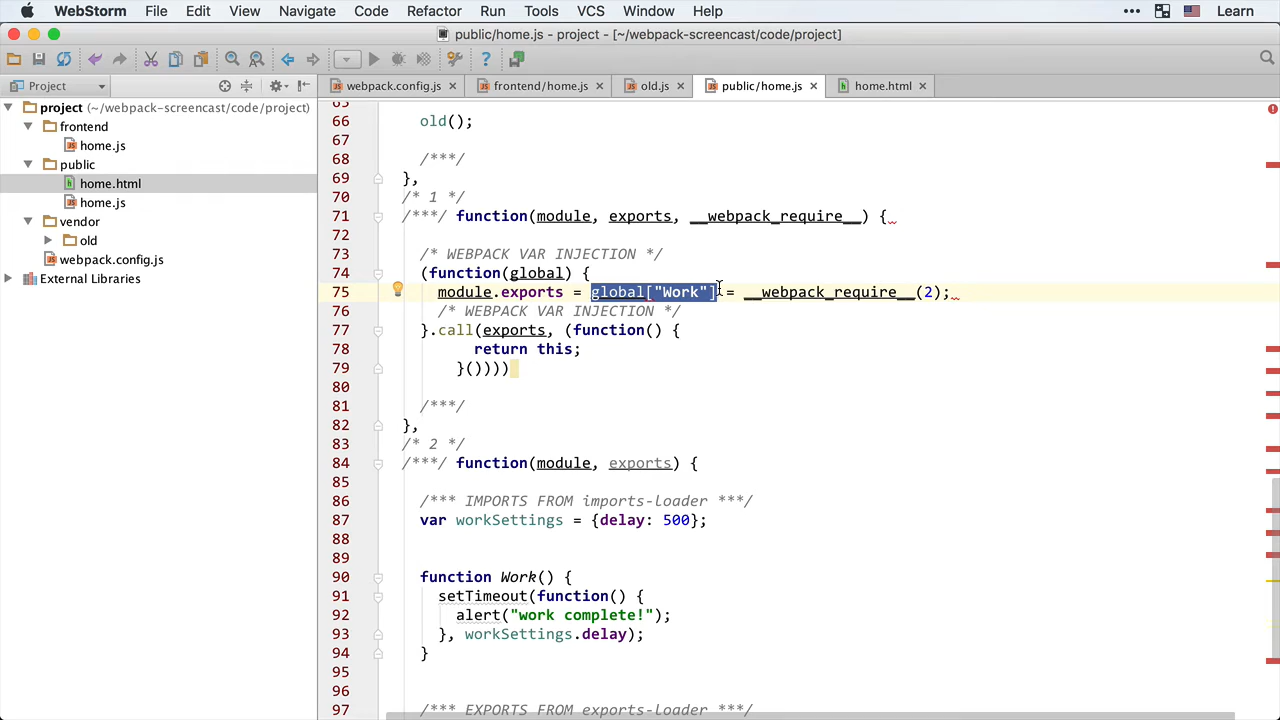 WebStorm File Edit View Navigate Code Refactor Run Tools VCS Window Help ••• Learn
public/home.js - project - [~/webpack-screencast/code/project]
Project webpack.config.js frontend/home.js old.js public/home.js home.html
project (~/webpack-screencast/code/project)
frontend
home.js
public
home.html
home.js
vendor
old
webpack.config.js
External Libraries
65
66 old();
67
68 /***/
69 },
70 /* 1 */
71 /***/ function(module, exports, __webpack_require__) {
72
73 /* WEBPACK VAR INJECTION */
74 (function(global) {
75 module.exports = global["Work"] = __webpack_require__(2);
76 /* WEBPACK VAR INJECTION */
77 }.call(exports, (function() {
78 return this;
79 }())))
80
81 /***/
82 },
83 /* 2 */
84 /***/ function(module, exports) {
85
86 /*** IMPORTS FROM imports-loader ***/
87 var workSettings = {delay: 500};
88
89
90 function Work() {
91 setTimeout(function() {
92 alert("work complete!");
93 }, workSettings.delay);
94 }
95
96
97 /*** EXPORTS FROM exports-loader ***/